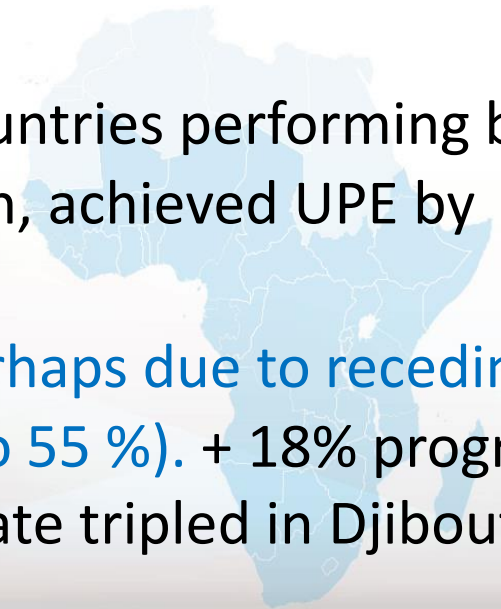 untries performing b
n, achieved UPE by
rhaps due to recedin
o 55 %). + 18% progr
ate tripled in Djibout